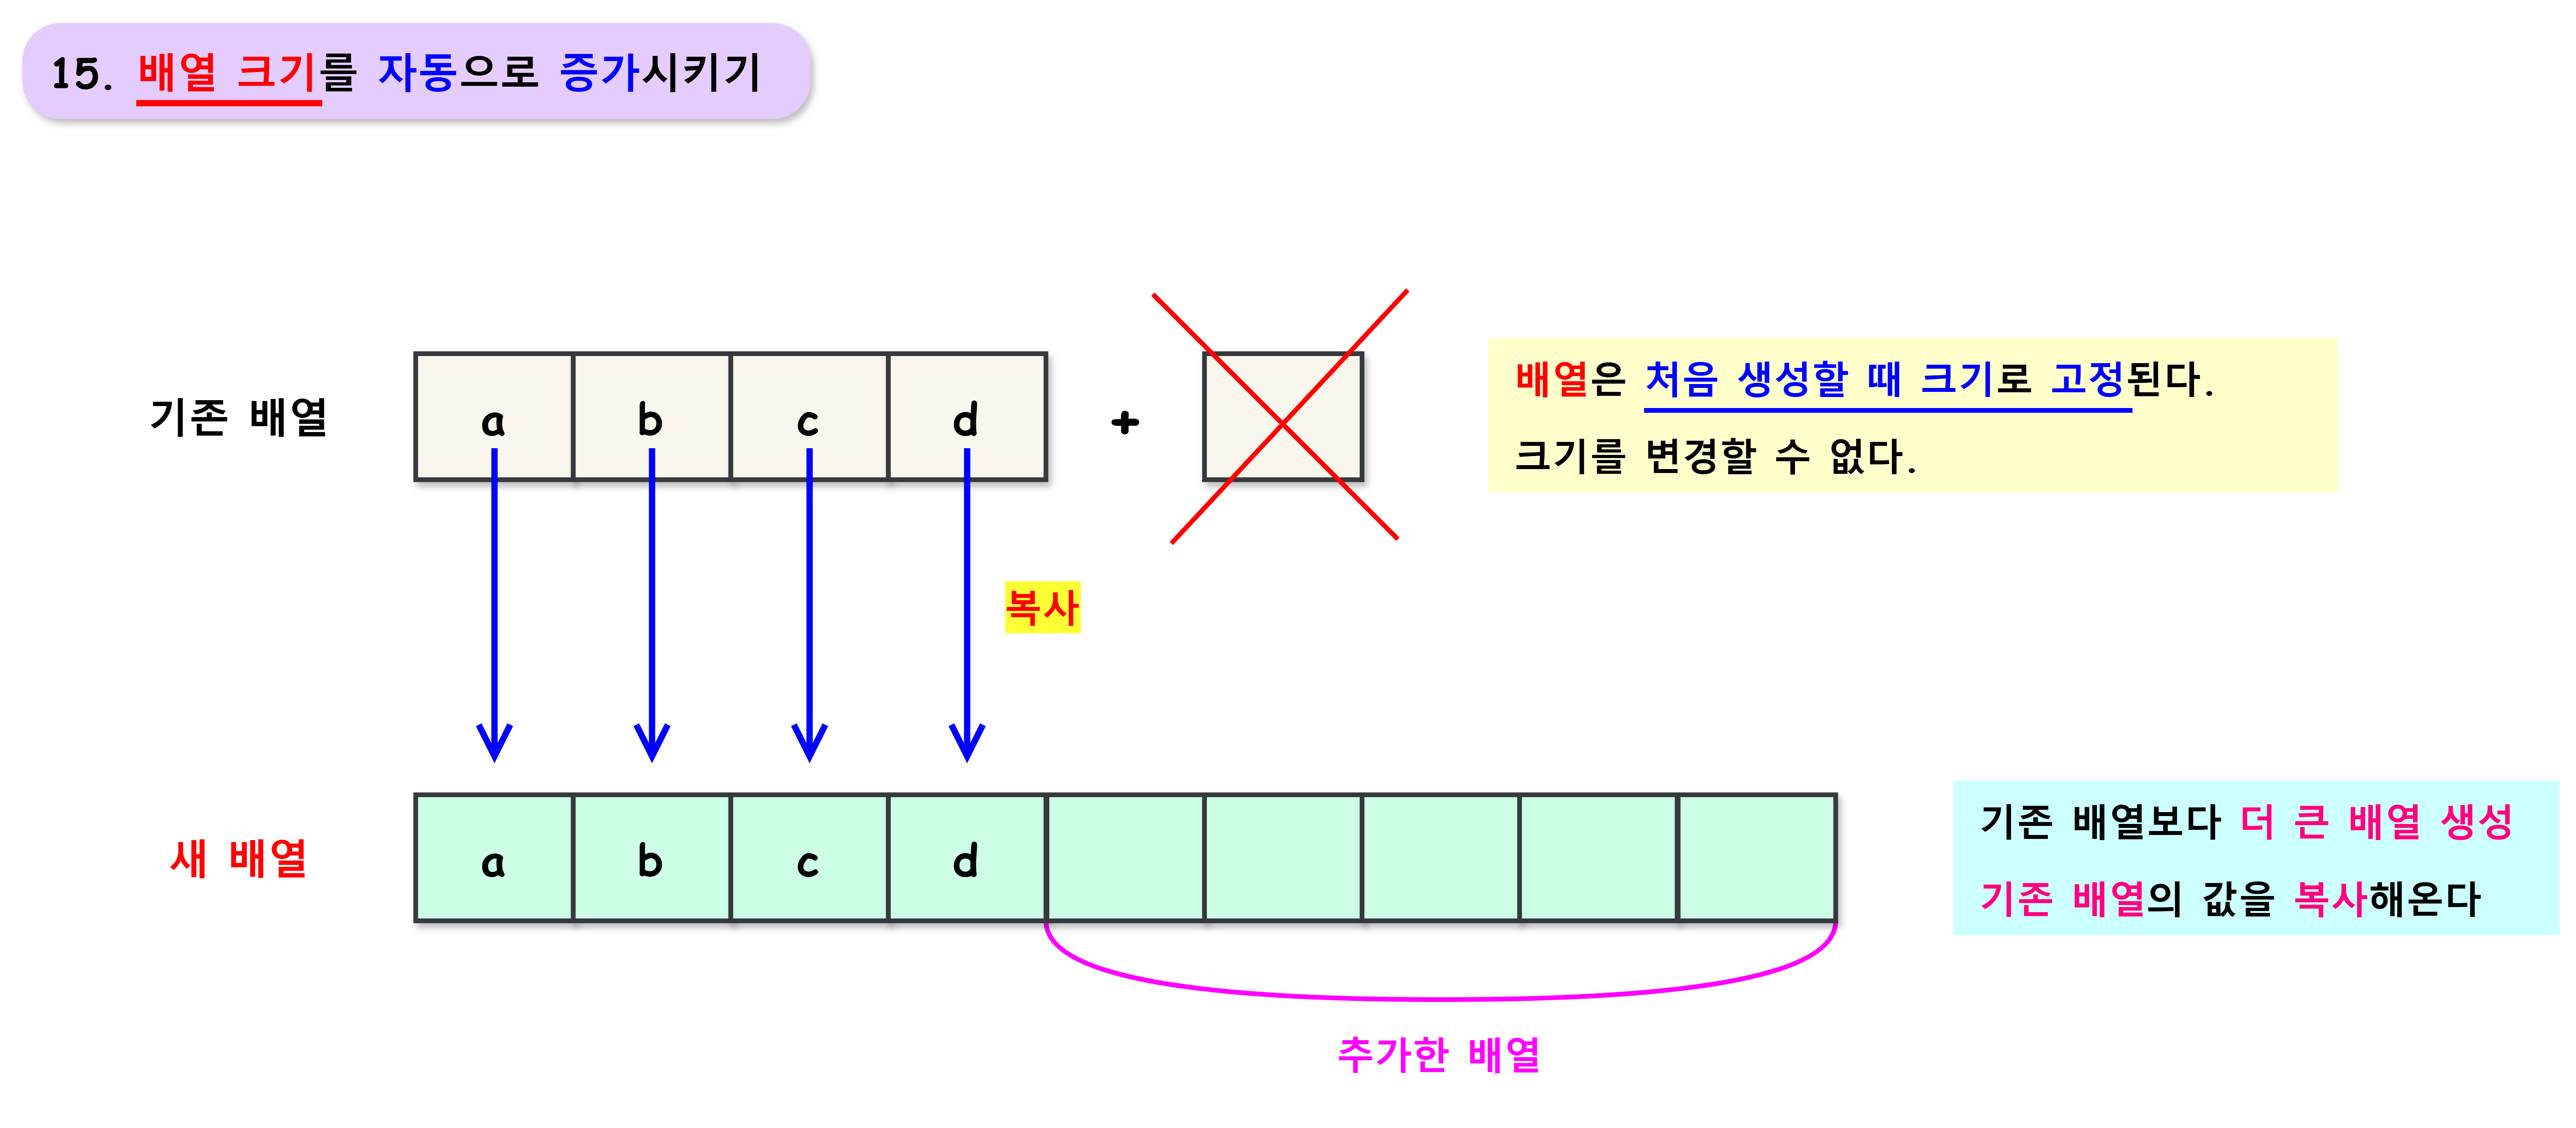 15. 배열 크기를 자동으로 증가시키기
기존 배열
a b c d
+
배열은 처음 생성할 때 크기로 고정된다.
크기를 변경할 수 없다.
복사
새 배열
a b c d
기존 배열보다 더 큰 배열 생성
기존 배열의 값을 복사해온다
추가한 배열